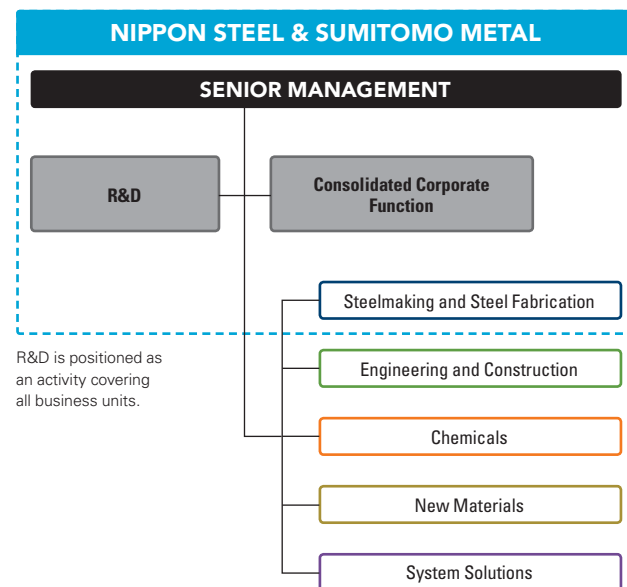 NIPPON STEEL & SUMITOMO METAL
SENIOR MANAGEMENT
R&D
Consolidated Corporate
Function
Steelmaking and Steel Fabrication
R&D is positioned as
an activity covering
all business units.
Engineering and Construction
Chemicals
New Materials
System Solutions